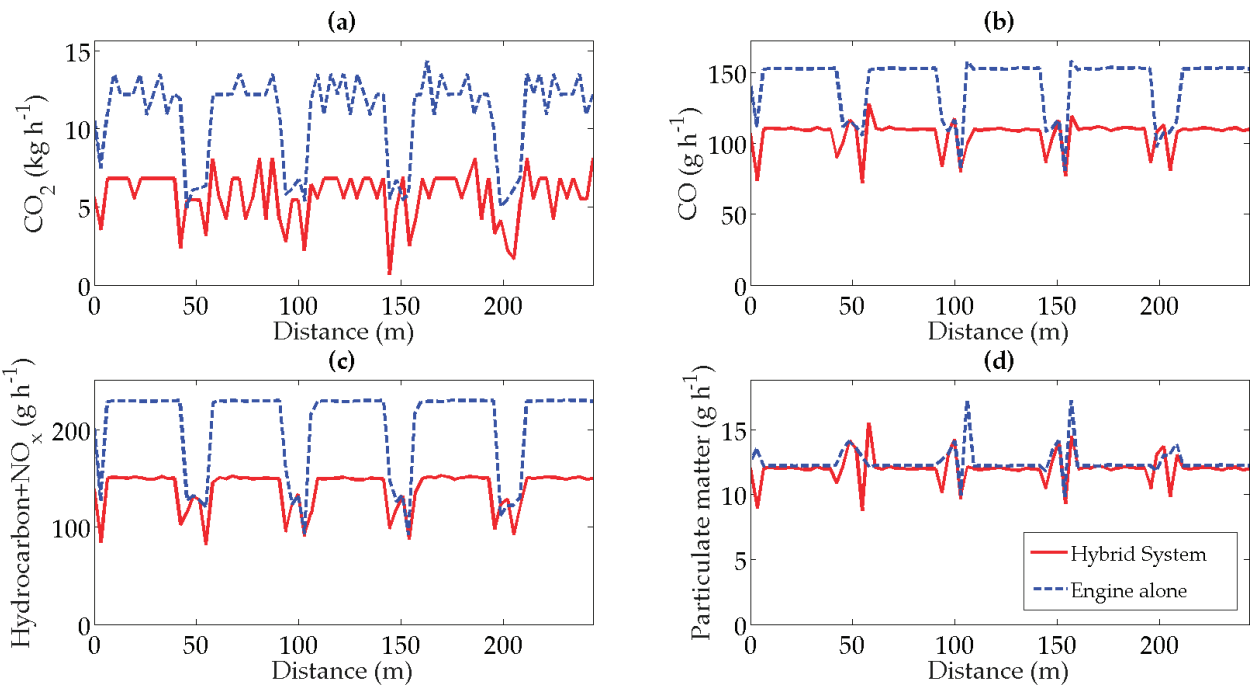 (a)
CO2 (kg h-1)
15
10
5
0
0 50 100 150 200
Distance (m)
(b)
CO (g h-1)
150
100
50
0
0 50 100 150 200
Distance (m)
(c)
Hydrocarbon+NOx (g h-1)
200
100
0
0 50 100 150 200
Distance (m)
(d)
Particulate matter (g h-1)
15
10
5
0
0 50 100 150 200
Distance (m)
Hybrid System
Engine alone